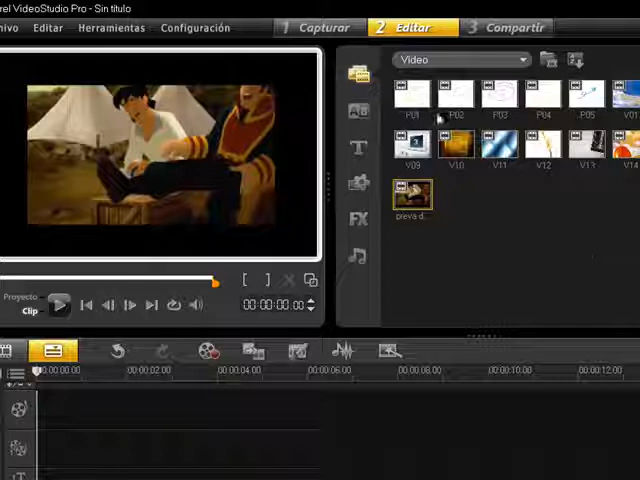 rel VideoStudio Pro - Sin título
hivo Editar Herramientas Configuración
1 Capturar 2 Editar 3 Compartir
Video
P01 P02 P03 P04 P05 V0
V09 V10 V11 V12 V13 V14
T
FX
Proyecto
Clip
00:00:00.00
00:00:00.00 00:00:02.00 00:00:04.00 00:00:06.00 00:00:08.00 00:00:10.00 00:00:12.00